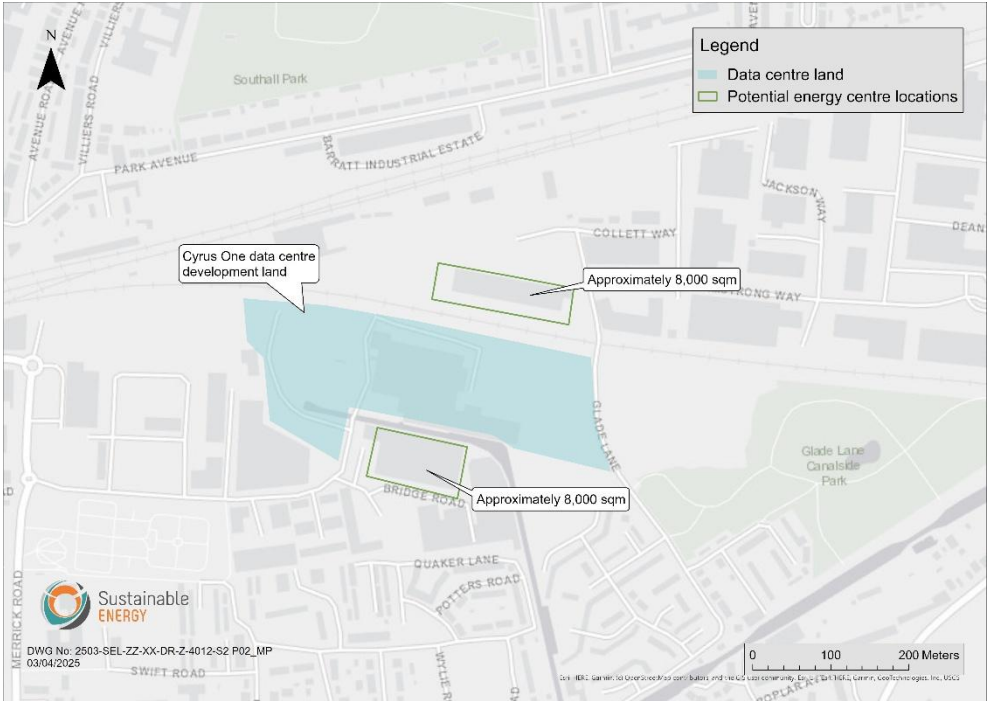 N
AVENUE ROAD
VILLIERS ROAD
AVENUE
VILLIERS
Southall Park
PARK AVENUE
BARRATT INDUSTRIAL ESTATE
Legend
Data centre land
Potential energy centre locations
JACKSON WAY
COLLETT WAY
DEAN
Cyrus One data centre
development land
Approximately 8,000 sqm
STRONG WAY
GLADE LANE
Glade Lane
Canalside
Park
Approximately 8,000 sqm
BRIDGE ROAD
QUAKER LANE
POTTERS ROAD
MERRICK ROAD
Sustainable
ENERGY
DWG No: 2503-SEL-ZZ-XX-DR-Z-4012-S2 P02_MP
03/04/2025
SWIFT ROAD
WYLIE R
AD
D
0 100 200 Meters
POPLAR A